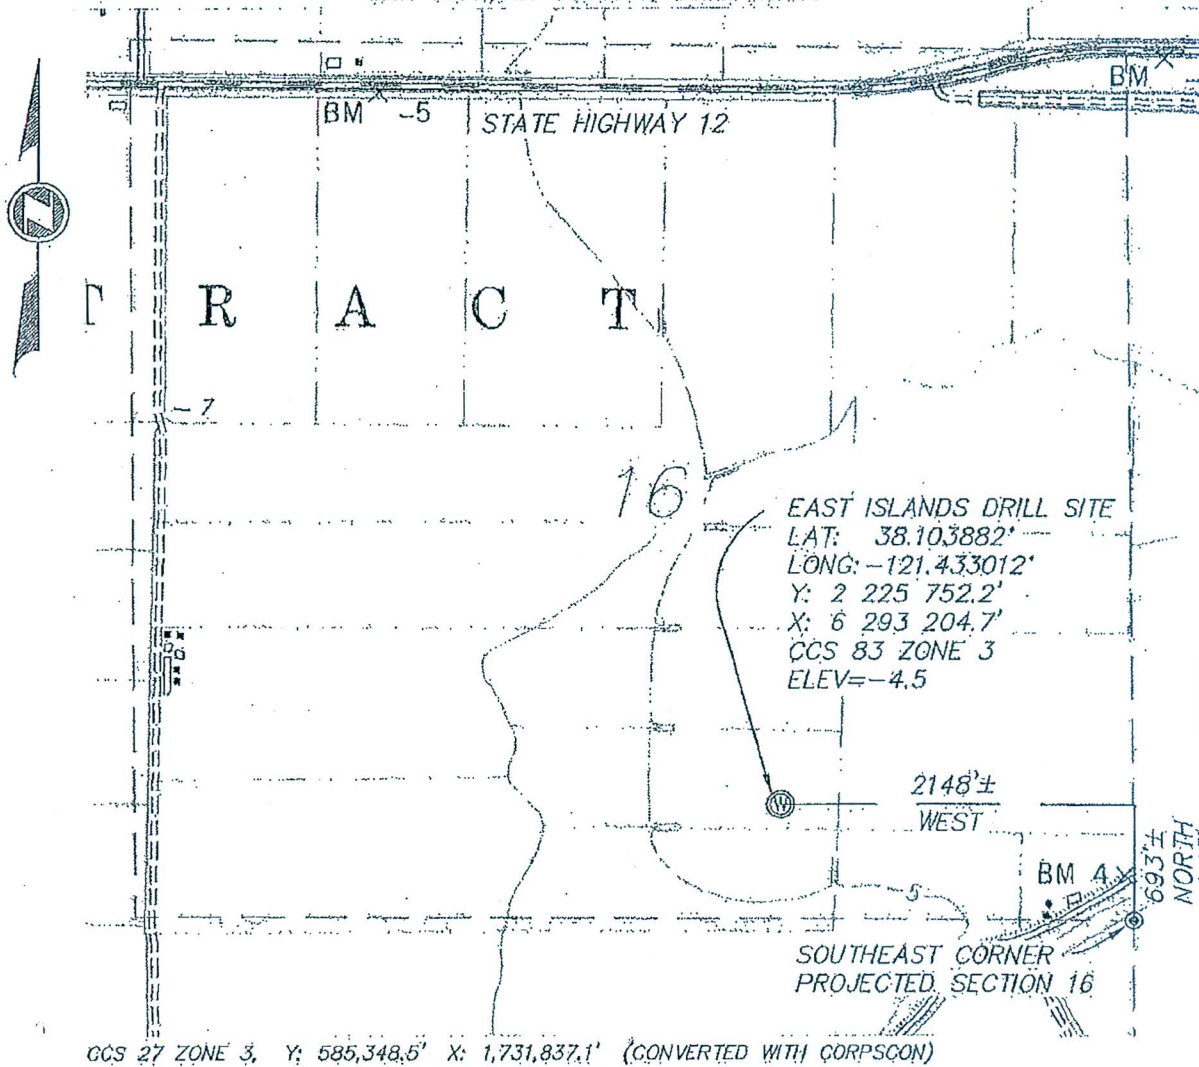 BM -5
STATE HIGHWAY 12
BM
N
T R A C T
-7
16
EAST ISLANDS DRILL SITE
LAT: 38.103882°
LONG: -121.433012°
Y: 2 225 752.2'
X: 6 293 204.7'
CCS 83 ZONE 3
ELEV=-4.5
W
2148'±
WEST
693'±
NORTH
BM 4
5
SOUTHEAST CORNER
PROJECTED SECTION 16
CCS 27 ZONE 3, Y: 585,348.5' X: 1,731,837.1' (CONVERTED WITH CORPSCON)